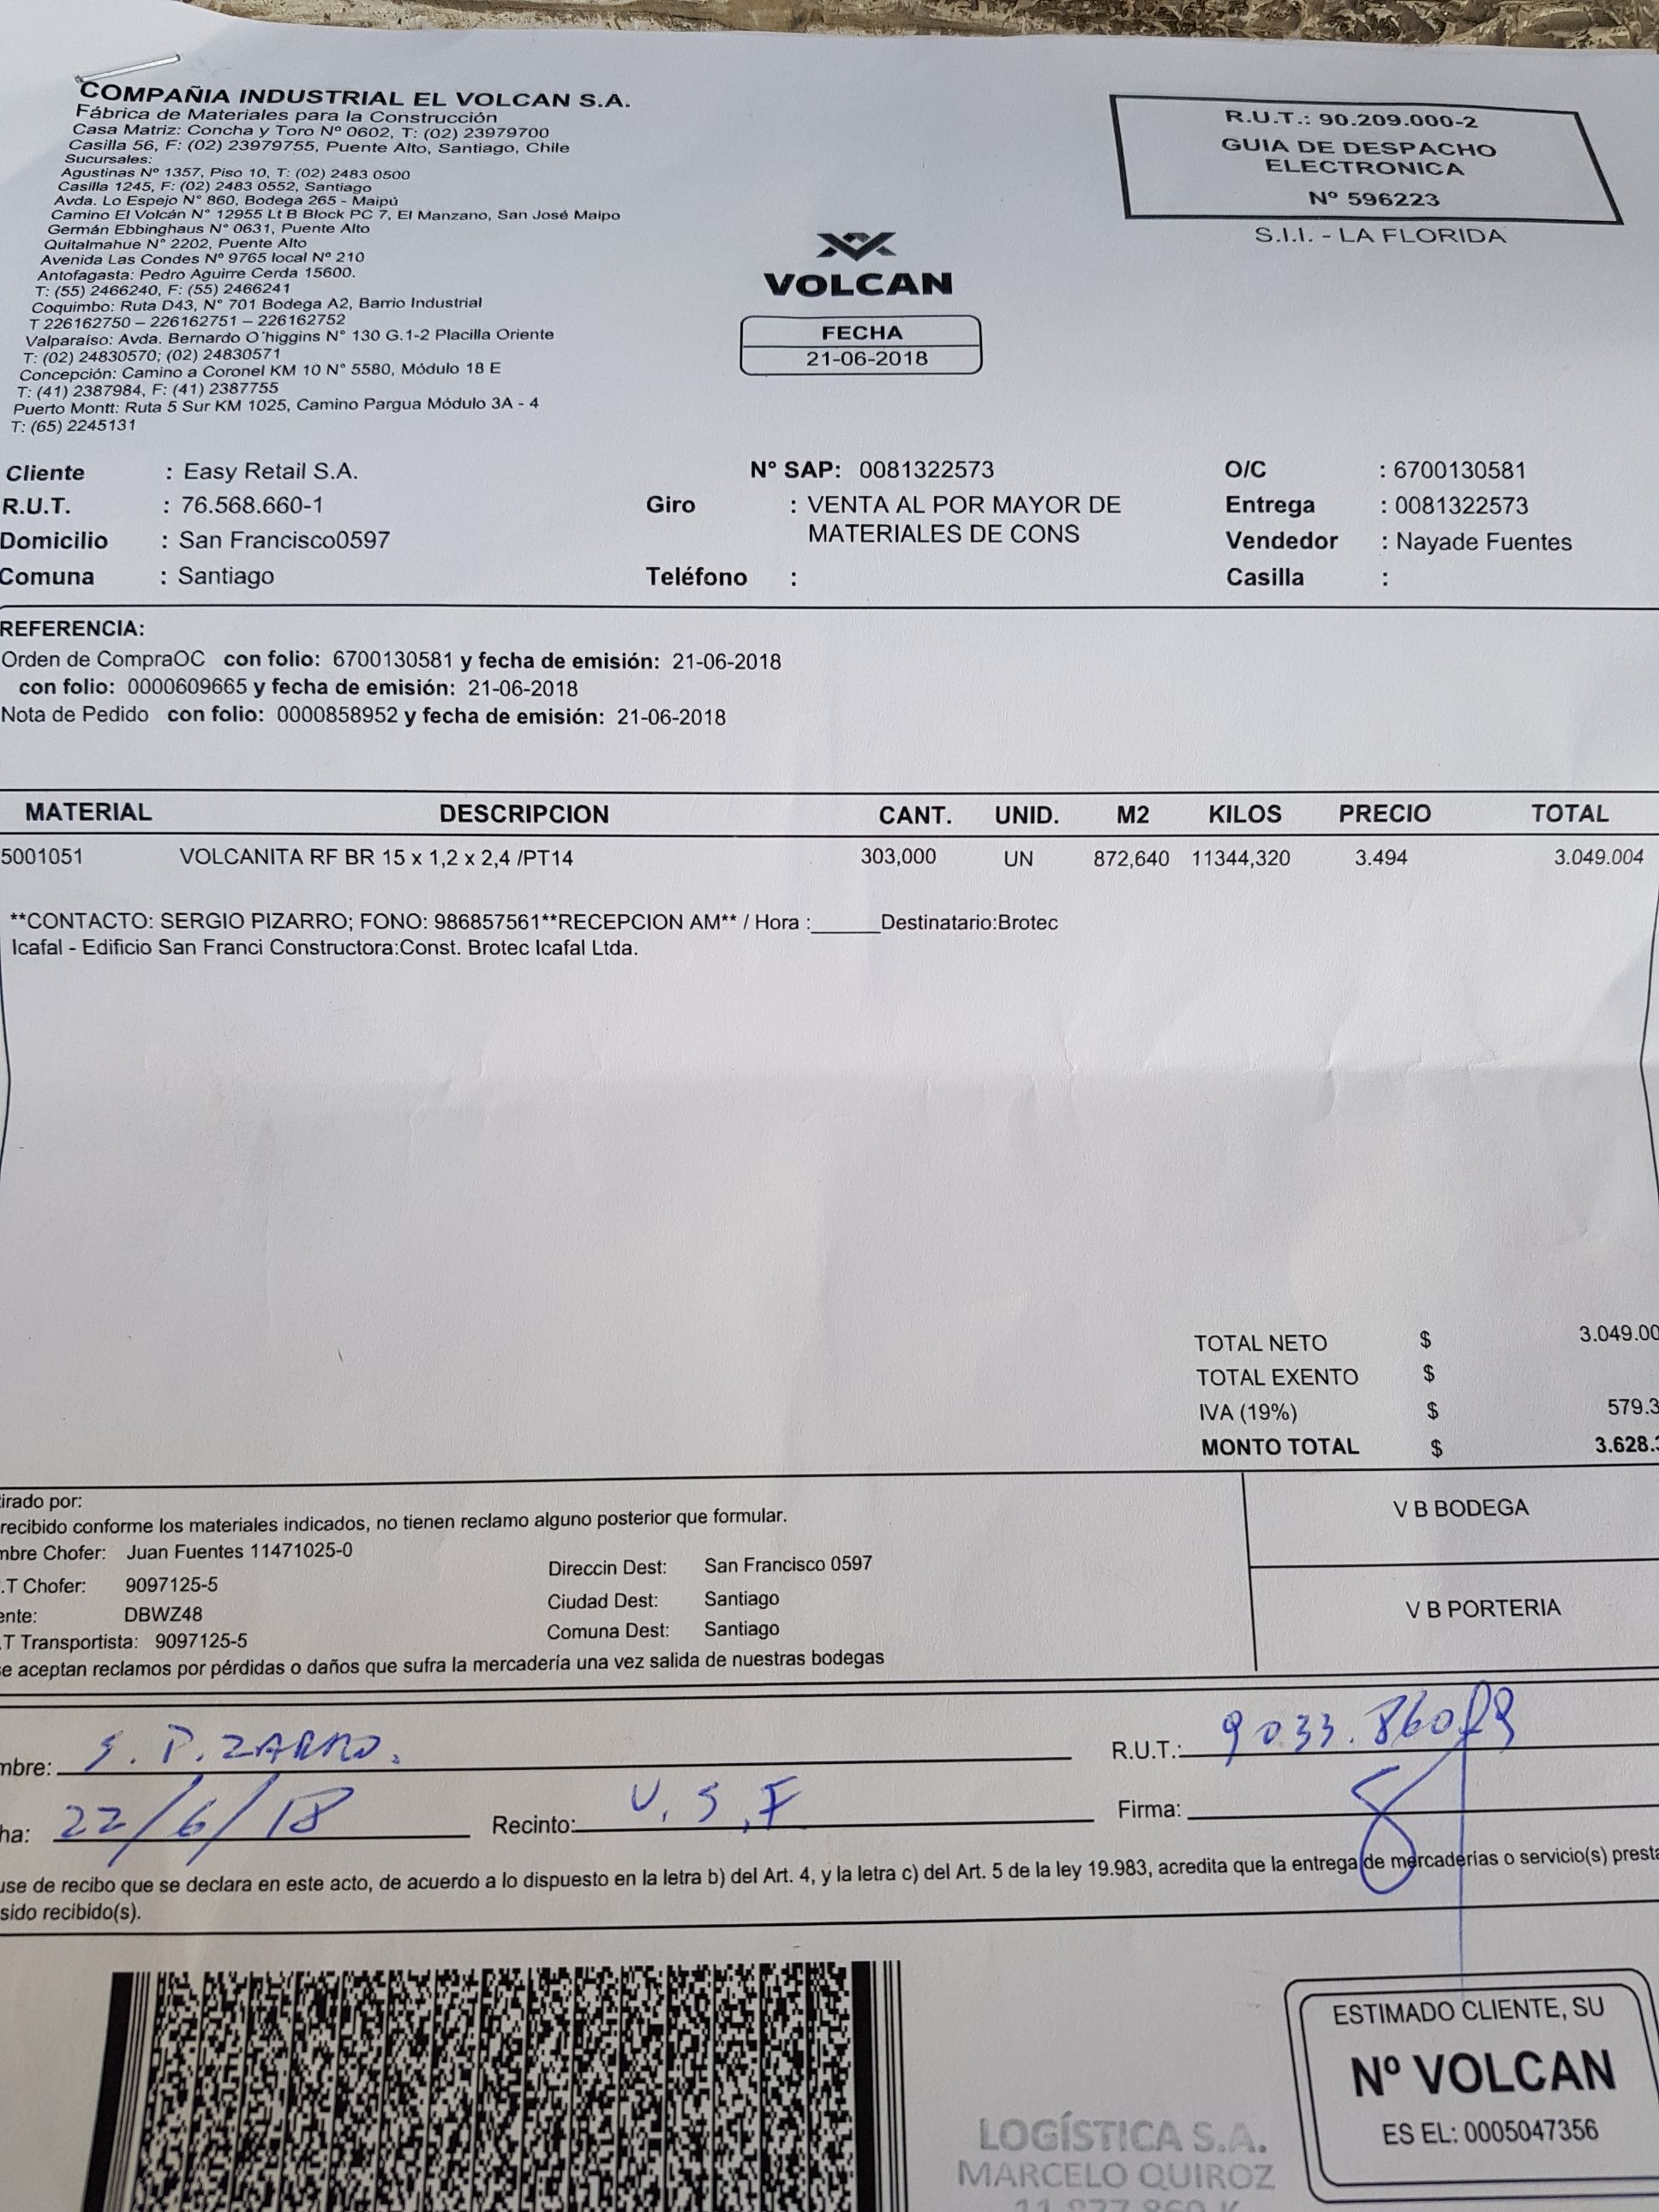 COMPAÑIA INDUSTRIAL EL VOLCAN S.A.
Fábrica de Materiales para la Construcción
Casa Matriz: Concha y Toro Nº 0602, T: (02) 23979700
Casilla 56, F: (02) 23979755, Puente Alto, Santiago, Chile
Sucursales:
Agustinas Nº 1357, Piso 10, T: (02) 2483 0500
Casilla 1245, F: (02) 2483 0552, Santiago
Avda. Lo Espejo N° 860, Bodega 265 - Maipú
Camino El Volcán N° 12955 Lt B Block PC 7, El Manzano, San José Maipo
Germán Ebbinghaus N° 0631, Puente Alto
Quitalmahue N° 2202, Puente Alto
Avenida Las Condes Nº 9765 local Nº 210
Antofagasta: Pedro Aguirre Cerda 15600.
T: (55) 2466240, F: (55) 2466241
Coquimbo: Ruta D43, N° 701 Bodega A2, Barrio Industrial
T 226162750 – 226162751 – 226162752
Valparaíso: Avda. Bernardo O´higgins N° 130 G.1-2 Placilla Oriente
T: (02) 24830570; (02) 24830571
Concepción: Camino a Coronel KM 10 N° 5580, Módulo 18 E
T: (41) 2387984, F: (41) 2387755
Puerto Montt: Ruta 5 Sur KM 1025, Camino Pargua Módulo 3A - 4
T: (65) 2245131
R.U.T.: 90.209.000-2
GUIA DE DESPACHO
ELECTRONICA
Nº 596223
S.I.I. - LA FLORIDA
VOLCAN
FECHA
21-06-2018
Cliente : Easy Retail S.A. N° SAP: 0081322573 O/C : 6700130581
R.U.T. : 76.568.660-1 Giro : VENTA AL POR MAYOR DE Entrega : 0081322573
MATERIALES DE CONS
Domicilio : San Francisco0597 Vendedor : Nayade Fuentes
Comuna : Santiago Teléfono : Casilla :
REFERENCIA:
Orden de CompraOC con folio: 6700130581 y fecha de emisión: 21-06-2018
con folio: 0000609665 y fecha de emisión: 21-06-2018
Nota de Pedido con folio: 0000858952 y fecha de emisión: 21-06-2018
MATERIAL DESCRIPCION CANT. UNID. M2 KILOS PRECIO TOTAL
5001051 VOLCANITA RF BR 15 x 1,2 x 2,4 /PT14 303,000 UN 872,640 11344,320 3.494 3.049.004
**CONTACTO: SERGIO PIZARRO; FONO: 986857561**RECEPCION AM** / Hora :______Destinatario:Brotec
Icafal - Edificio San Franci Constructora:Const. Brotec Icafal Ltda.
TOTAL NETO $ 3.049.00
TOTAL EXENTO $
IVA (19%) $ 579.3
MONTO TOTAL $ 3.628.
irado por:
recibido conforme los materiales indicados, no tienen reclamo alguno posterior que formular.
mbre Chofer: Juan Fuentes 11471025-0
.T Chofer: 9097125-5
ente: DBWZ48
.T Transportista: 9097125-5
Direccin Dest: San Francisco 0597
Ciudad Dest: Santiago
Comuna Dest: Santiago
e aceptan reclamos por pérdidas o daños que sufra la mercadería una vez salida de nuestras bodegas
V B BODEGA
V B PORTERIA
mbre: S. P.ZARRO. R.U.T.: 9033.860
ha: 22/6/18 Recinto: V. S. F Firma:
use de recibo que se declara en este acto, de acuerdo a lo dispuesto en la letra b) del Art. 4, y la letra c) del Art. 5 de la ley 19.983, acredita que la entrega de mercaderías o servicio(s) presta
sido recibido(s).
ESTIMADO CLIENTE, SU
Nº VOLCAN
ES EL: 0005047356
LOGÍSTICA S.A.
MARCELO QUIROZ